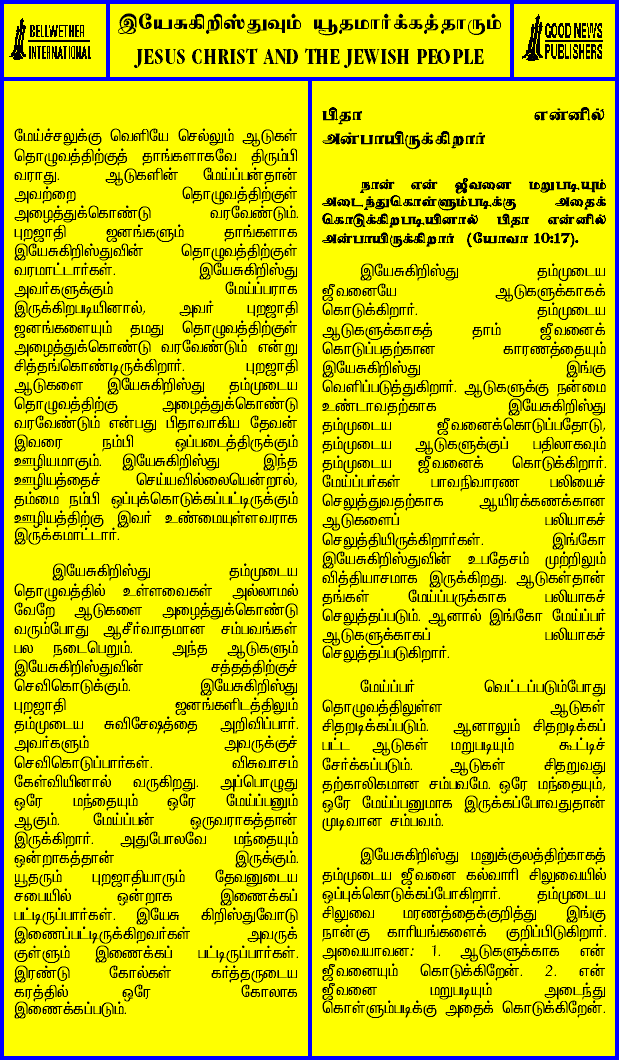 BELLWETHER
INTERNATIONAL
இயேசுகிறிஸ்துவும் யூதமார்க்கத்தாரும்
JESUS CHRIST AND THE JEWISH PEOPLE
GOOD NEWS
PUBLISHERS
மேய்ச்சலுக்கு வெளியே செல்லும் ஆடுகள்
தொழுவத்திற்குத் தாங்களாகவே திரும்பி
வராது. ஆடுகளின் மேய்ப்பன்தான்
அவற்றை தொழுவத்திற்குள்
அழைத்துக்கொண்டு வரவேண்டும்.
புறஜாதி ஜனங்களும் தாங்களாக
இயேசுகிறிஸ்துவின் தொழுவத்திற்குள்
வரமாட்டார்கள். இயேசுகிறிஸ்து
அவர்களுக்கும் மேய்ப்பராக
இருக்கிறபடியினால், அவர் புறஜாதி
ஜனங்களையும் தமது தொழுவத்திற்குள்
அழைத்துக்கொண்டு வரவேண்டும் என்று
சித்தங்கொண்டிருக்கிறார். புறஜாதி
ஆடுகளை இயேசுகிறிஸ்து தம்முடைய
தொழுவத்திற்கு அழைத்துக்கொண்டு
வரவேண்டும் என்பது பிதாவாகிய தேவன்
இவரை நம்பி ஒப்படைத்திருக்கும்
ஊழியமாகும். இயேசுகிறிஸ்து இந்த
ஊழியத்தைச் செய்யவில்லையென்றால்,
தம்மை நம்பி ஒப்புக்கொடுக்கப்பட்டிருக்கும்
ஊழியத்திற்கு இவர் உண்மையுள்ளவராக
இருக்கமாட்டார்.
இயேசுகிறிஸ்து தம்முடைய
தொழுவத்தில் உள்ளவைகள் அல்லாமல்
வேறே ஆடுகளை அழைத்துக்கொண்டு
வரும்போது ஆசீர்வாதமான சம்பவங்கள்
பல நடைபெறும். அந்த ஆடுகளும்
இயேசுகிறிஸ்துவின் சத்தத்திற்குச்
செவிகொடுக்கும். இயேசுகிறிஸ்து
புறஜாதி ஜனங்களிடத்திலும்
தம்முடைய சுவிசேஷத்தை அறிவிப்பார்.
அவர்களும் அவருக்குச்
செவிகொடுப்பார்கள். விசுவாசம்
கேள்வியினால் வருகிறது. அப்பொழுது
ஒரே மந்தையும் ஒரே மேய்ப்பனும்
ஆகும். மேய்ப்பன் ஒருவராகத்தான்
இருக்கிறார். அதுபோலவே மந்தையும்
ஒன்றாகத்தான் இருக்கும்.
யூதரும் புறஜாதியாரும் தேவனுடைய
சபையில் ஒன்றாக இணைக்கப்
பட்டிருப்பார்கள். இயேசு கிறிஸ்துவோடு
இணைப்பட்டிருக்கிறவர்கள் அவருக்
குள்ளும் இணைக்கப் பட்டிருப்பார்கள்.
இரண்டு கோல்கள் கர்த்தருடைய
கரத்தில் ஒரே கோலாக
இணைக்கப்படும்.
பிதா என்னில்
அன்பாயிருக்கிறார்
நான் என் ஜீவனை மறுபடியும்
அடைந்துகொள்ளும்படிக்கு அதைக்
கொடுக்கிறபடியினால் பிதா என்னில்
அன்பாயிருக்கிறார் (யோவா 10:17).
இயேசுகிறிஸ்து தம்முடைய
ஜீவனையே ஆடுகளுக்காகக்
கொடுக்கிறார். தம்முடைய
ஆடுகளுக்காகத் தாம் ஜீவனைக்
கொடுப்பதற்கான காரணத்தையும்
இயேசுகிறிஸ்து இங்கு
வெளிப்படுத்துகிறார். ஆடுகளுக்கு நன்மை
உண்டாவதற்காக இயேசுகிறிஸ்து
தம்முடைய ஜீவனைக்கொடுப்பதோடு,
தம்முடைய ஆடுகளுக்குப் பதிலாகவும்
தம்முடைய ஜீவனைக் கொடுக்கிறார்.
மேய்ப்பர்கள் பாவநிவாரண பலியைச்
செலுத்துவதற்காக ஆயிரக்கணக்கான
ஆடுகளைப் பலியாகச்
செலுத்தியிருக்கிறார்கள். இங்கோ
இயேசுகிறிஸ்துவின் உபதேசம் முற்றிலும்
வித்தியாசமாக இருக்கிறது. ஆடுகள்தான்
தங்கள் மேய்ப்பருக்காக பலியாகச்
செலுத்தப்படும். ஆனால் இங்கோ மேய்ப்பர்
ஆடுகளுக்காகப் பலியாகச்
செலுத்தப்படுகிறார்.
மேய்ப்பர் வெட்டப்படும்போது
தொழுவத்திலுள்ள ஆடுகள்
சிதறடிக்கப்படும். ஆனாலும் சிதறடிக்கப்
பட்ட ஆடுகள் மறுபடியும் கூட்டிச்
சேர்க்கப்படும். ஆடுகள் சிதறுவது
தற்காலிகமான சம்பவமே. ஒரே மந்தையும்,
ஒரே மேய்ப்பனுமாக இருக்கப்போவதுதான்
முடிவான சம்பவம்.
இயேசுகிறிஸ்து மனுக்குலத்திற்காகத்
தம்முடைய ஜீவனை கல்வாரி சிலுவையில்
ஒப்புக்கொடுக்கப்போகிறார். தம்முடைய
சிலுவை மரணத்தைக்குறித்து இங்கு
நான்கு காரியங்களைக் குறிப்பிடுகிறார்.
அவையாவன: 1. ஆடுகளுக்காக என்
ஜீவனையும் கொடுக்கிறேன். 2. என்
ஜீவனை மறுபடியும் அடைந்து
கொள்ளும்படிக்கு அதைக் கொடுக்கிறேன்.